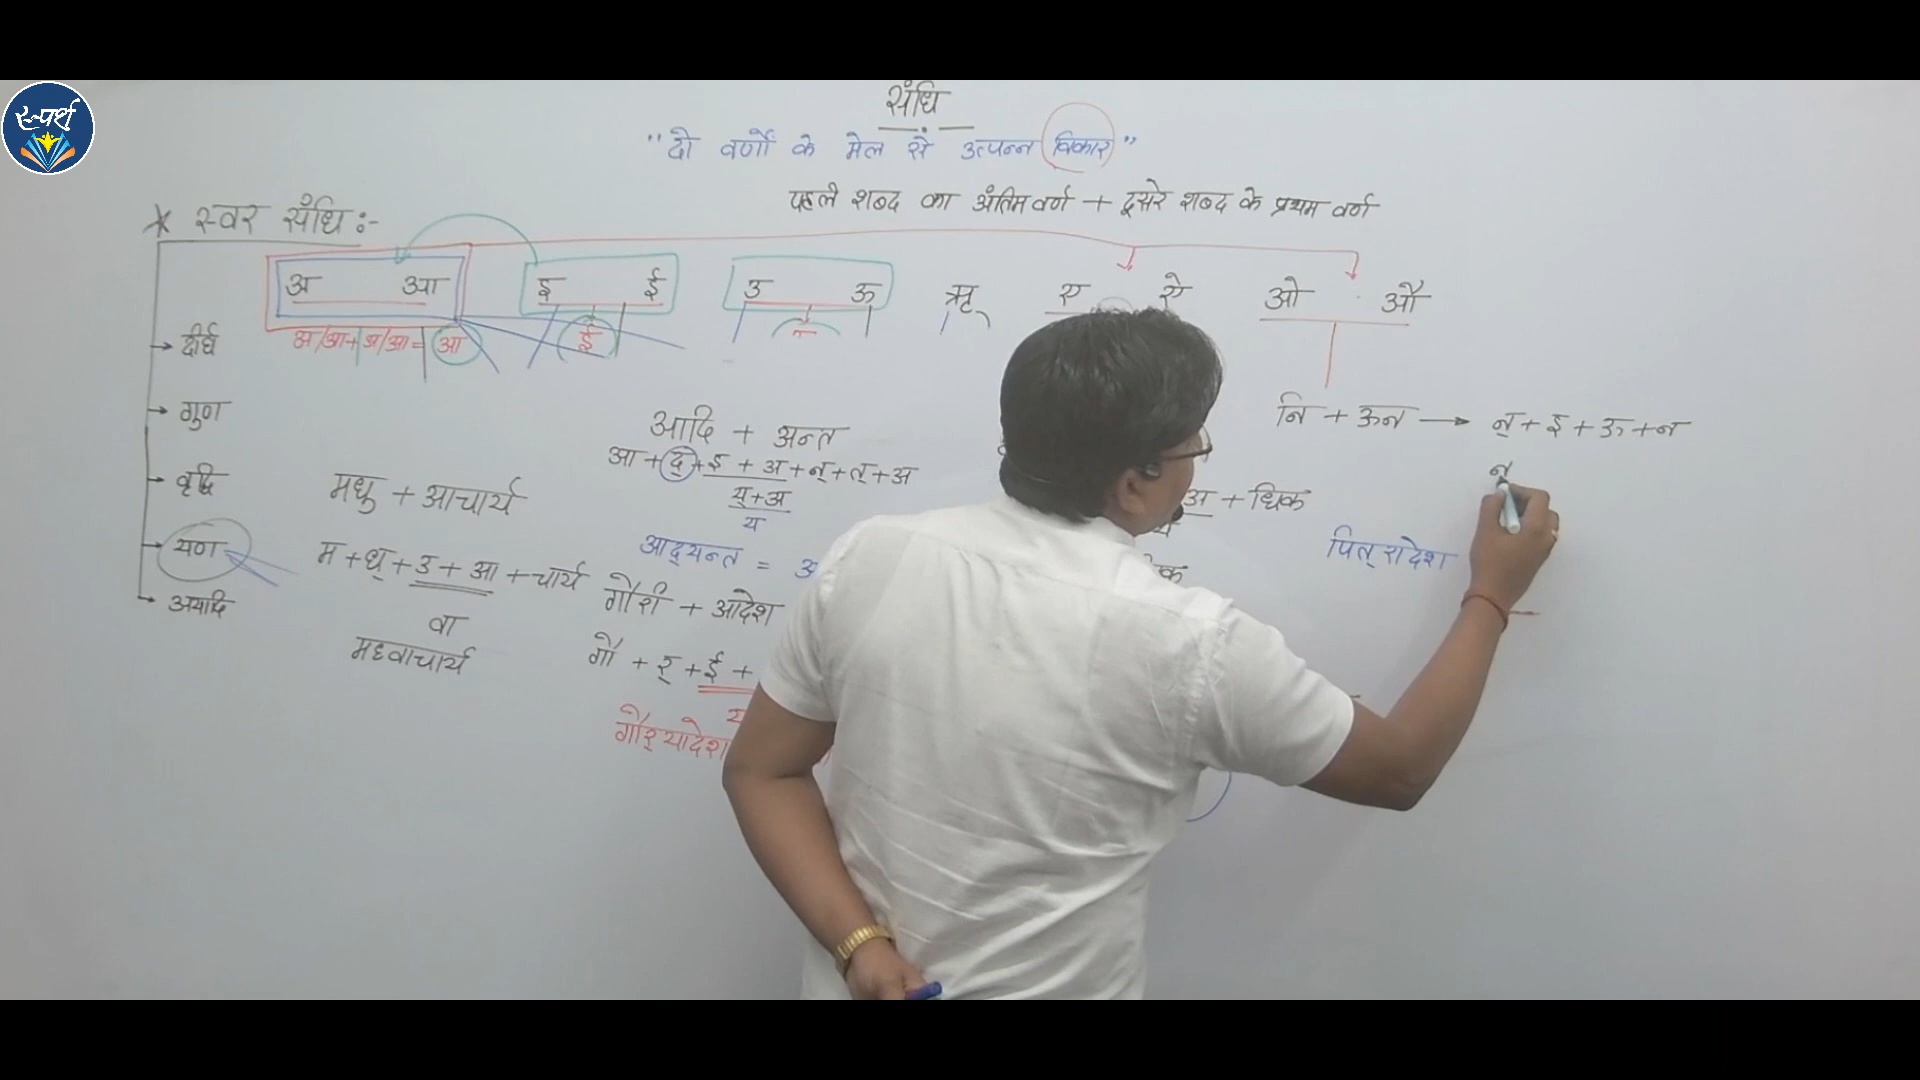 स्पर्श
संधि
"दो वर्णों के मेल से उत्पन्न विकार"
पहले शब्द का अंतिम वर्ण + दूसरे शब्द के प्रथम वर्ण
* स्वर संधि :-
अ आ इ ई उ ऊ ऋ ए ऐ ओ औ
अ/आ + अ/आ = आ ई
→ दीर्घ
→ गुण
→ वृद्धि
→ यण
→ अयादि
मधु + आचार्य
म + ध् + उ + आ + चार्य
वा
मध्वाचार्य
आदि + अन्त
आ + द् + इ + अ + न् + त् + अ
य् + अ
य
आद्यन्त =
गौरी + आदेश
गौ + र् + ई +
गौर्यादेश
अ + धिक
नि + ऊन → न् + इ + ऊ + न
न्
पित्रादेश